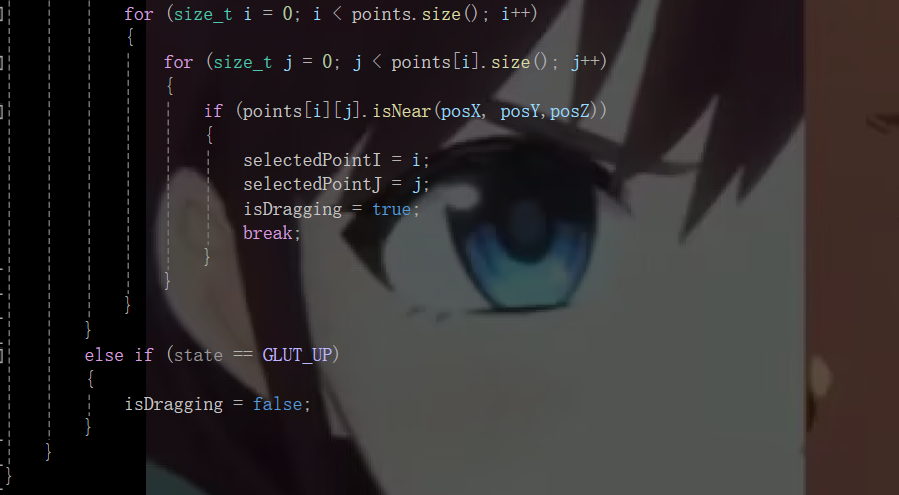 for (size_t i = 0; i < points.size(); i++)
{
for (size_t j = 0; j < points[i].size(); j++)
{
if (points[i][j].isNear(posX, posY,posZ))
{
selectedPointI = i;
selectedPointJ = j;
isDragging = true;
break;
}
}
}
}
else if (state == GLUT_UP)
{
isDragging = false;
}
}
}